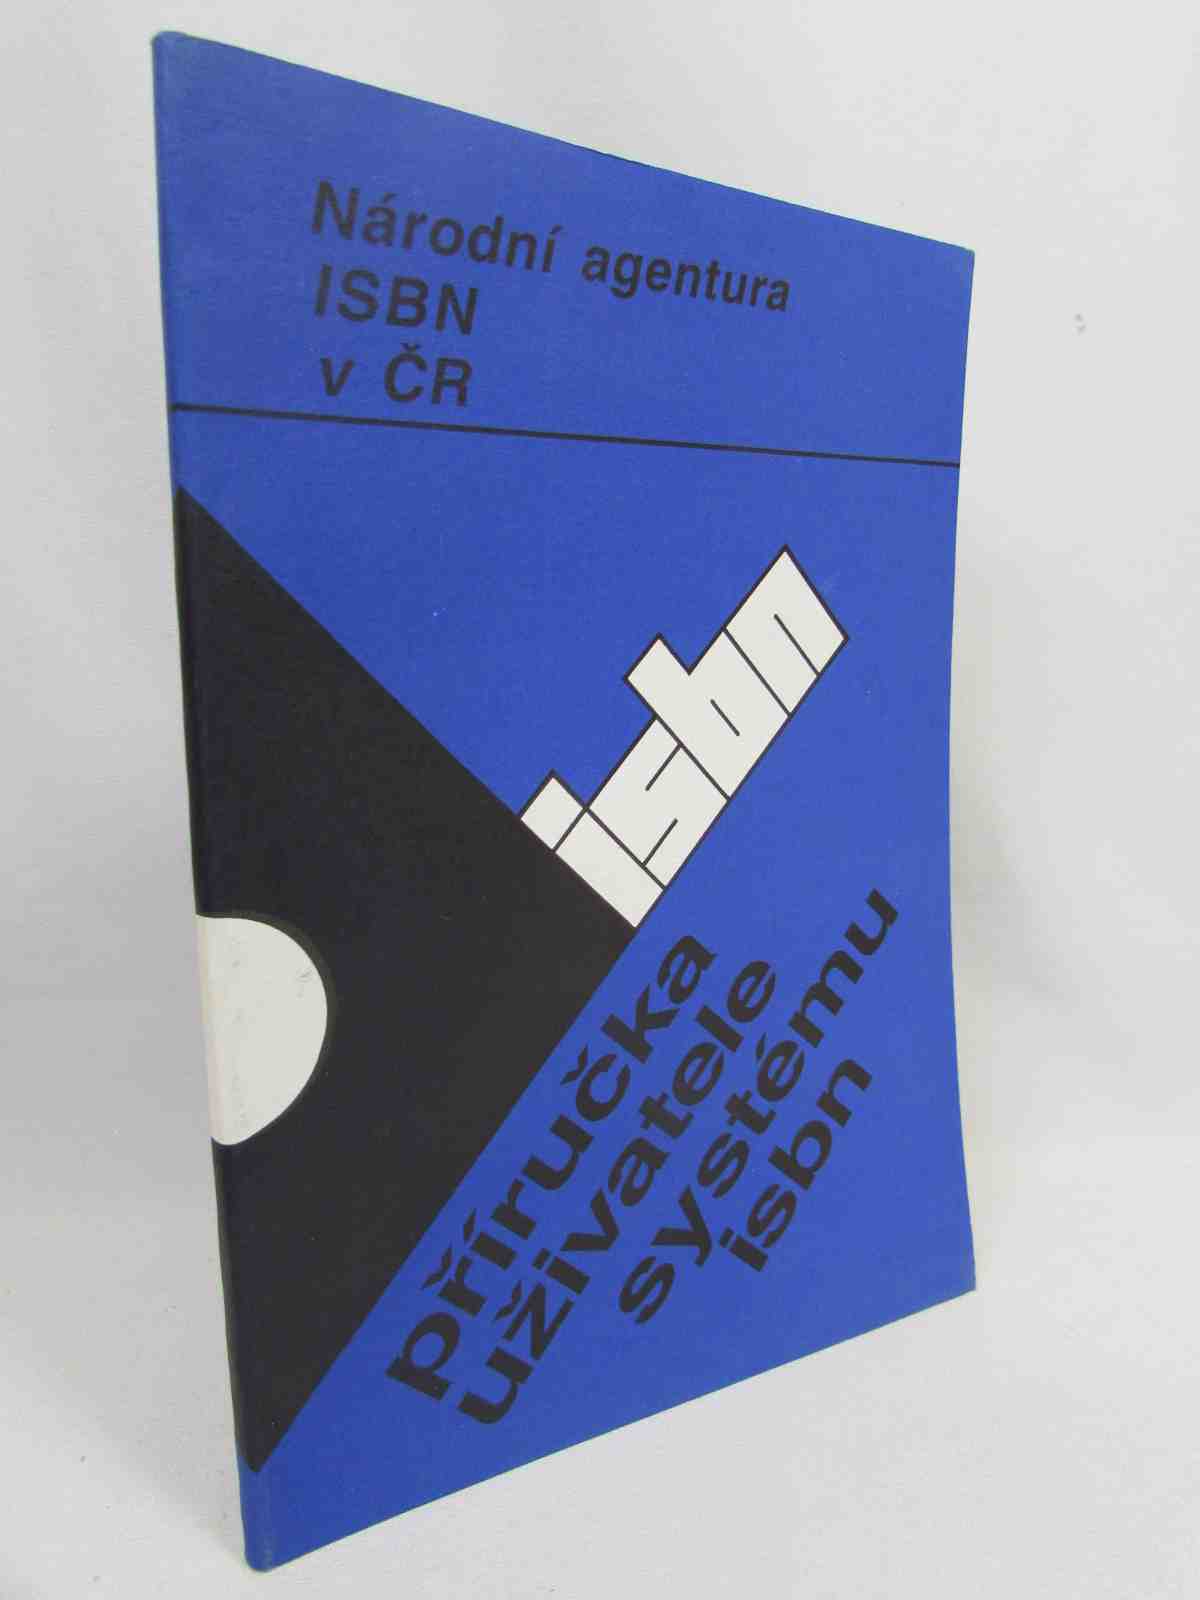 Národní agentura
ISBN
v ČR
isbn
příručka
uživatele
systému
isbn